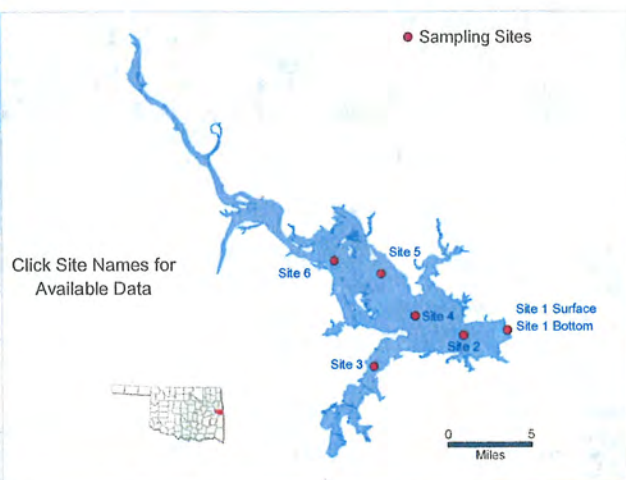 Sampling Sites
Click Site Names for
Available Data
Site 5
Site 6
Site 4
Site 1 Surface
Site 1 Bottom
Site 2
Site 3
0 5
Miles